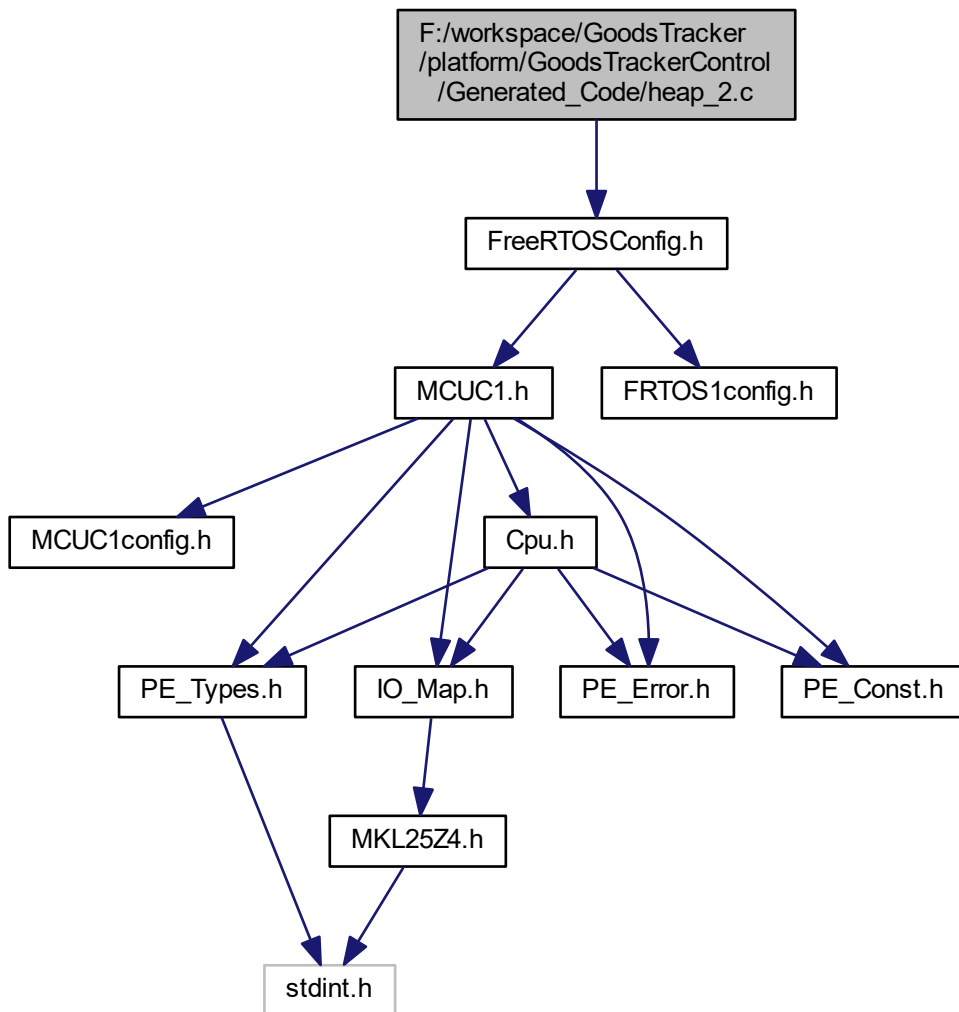 F:/workspace/GoodsTracker
/platform/GoodsTrackerControl
/Generated_Code/heap_2.c
FreeRTOSConfig.h
MCUC1.h
FRTOS1config.h
MCUC1config.h
Cpu.h
PE_Types.h
IO_Map.h
PE_Error.h
PE_Const.h
MKL25Z4.h
stdint.h